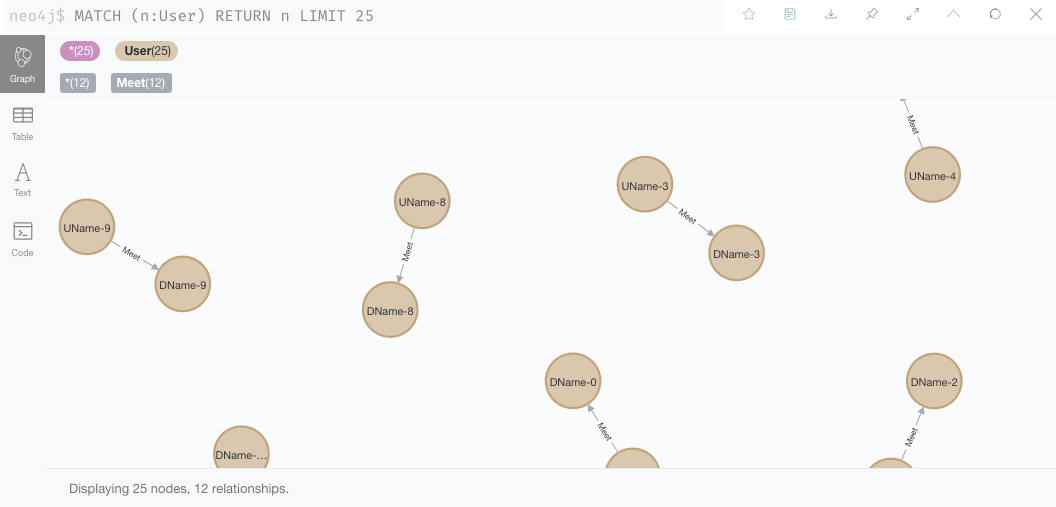 neo4j$ MATCH (n:User) RETURN n LIMIT 25
*(25) User(25)
Graph
*(12) Meet(12)
Table
Text
Code
Meet
UName-4
UName-3
Meet
DName-3
UName-8
Meet
DName-8
UName-9
Meet
DName-9
DName-0
Meet
DName-2
Meet
DName-...
Displaying 25 nodes, 12 relationships.